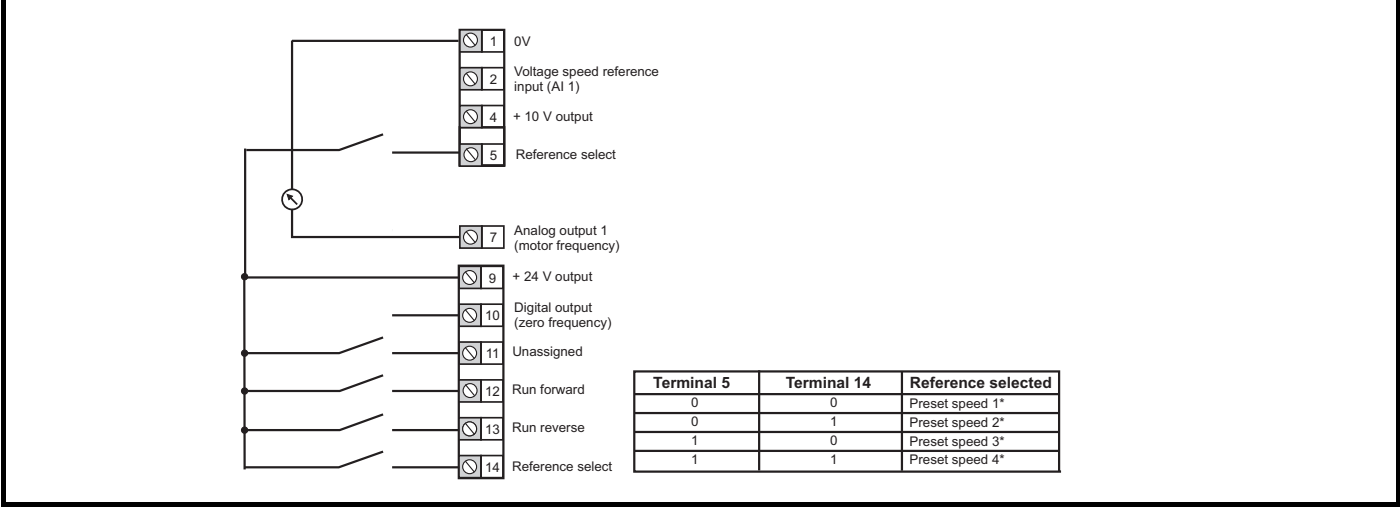 1 0V
2 Voltage speed reference
input (AI 1)
4 + 10 V output
5 Reference select
7 Analog output 1
(motor frequency)
9 + 24 V output
10 Digital output
(zero frequency)
11 Unassigned
12 Run forward
13 Run reverse
14 Reference select
Terminal 5 Terminal 14 Reference selected
0 0 Preset speed 1*
0 1 Preset speed 2*
1 0 Preset speed 3*
1 1 Preset speed 4*